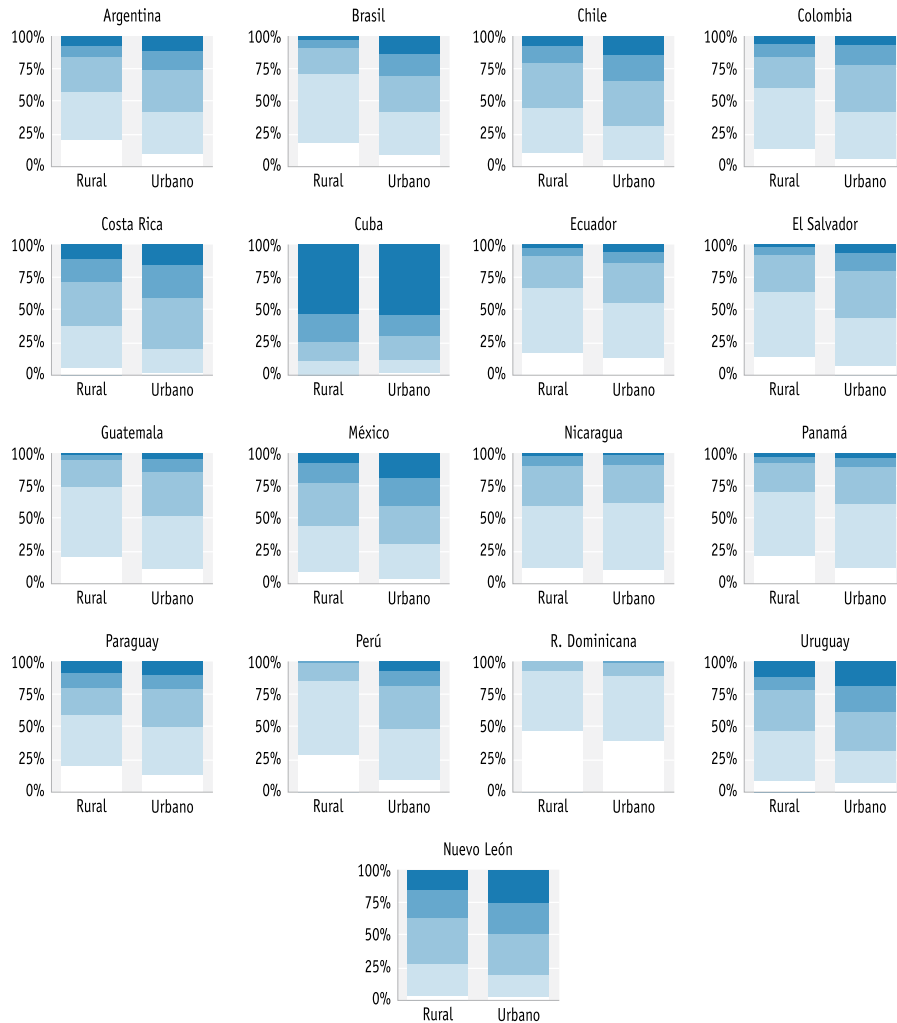 Argentina
100%
75%
50%
25%
0%
Rural Urbano
Brasil
100%
75%
50%
25%
0%
Rural Urbano
Chile
100%
75%
50%
25%
0%
Rural Urbano
Colombia
100%
75%
50%
25%
0%
Rural Urbano
Costa Rica
100%
75%
50%
25%
0%
Rural Urbano
Cuba
100%
75%
50%
25%
0%
Rural Urbano
Ecuador
100%
75%
50%
25%
0%
Rural Urbano
El Salvador
100%
75%
50%
25%
0%
Rural Urbano
Guatemala
100%
75%
50%
25%
0%
Rural Urbano
México
100%
75%
50%
25%
0%
Rural Urbano
Nicaragua
100%
75%
50%
25%
0%
Rural Urbano
Panamá
100%
75%
50%
25%
0%
Rural Urbano
Paraguay
100%
75%
50%
25%
0%
Rural Urbano
Perú
100%
75%
50%
25%
0%
Rural Urbano
R. Dominicana
100%
75%
50%
25%
0%
Rural Urbano
Uruguay
100%
75%
50%
25%
0%
Rural Urbano
Nuevo León
100%
75%
50%
25%
0%
Rural Urbano